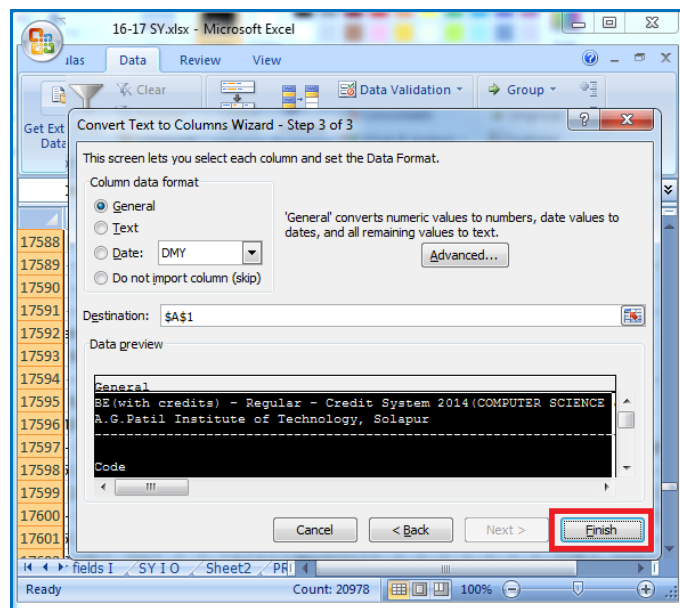 16-17 SY.xlsx - Microsoft Excel
ılas Data Review View
Clear Data Validation Group
Get Ext
Data
Convert Text to Columns Wizard - Step 3 of 3
This screen lets you select each column and set the Data Format.
Column data format
General
Text
Date: DMY
Do not import column (skip)
'General' converts numeric values to numbers, date values to
dates, and all remaining values to text.
Advanced...
Destination: $A$1
Data preview
General
BE(with credits) - Regular - Credit System 2014(COMPUTER SCIENCE
A.G.Patil Institute of Technology, Solapur
--------------------------------------------------------------
Code
Cancel < Back Next > Finish
17588
17589
17590
17591
17592
17593
17594
17595
17596
17597
17598
17599
17600
17601
fields I SY I O Sheet2 PR
Ready Count: 20978 100%